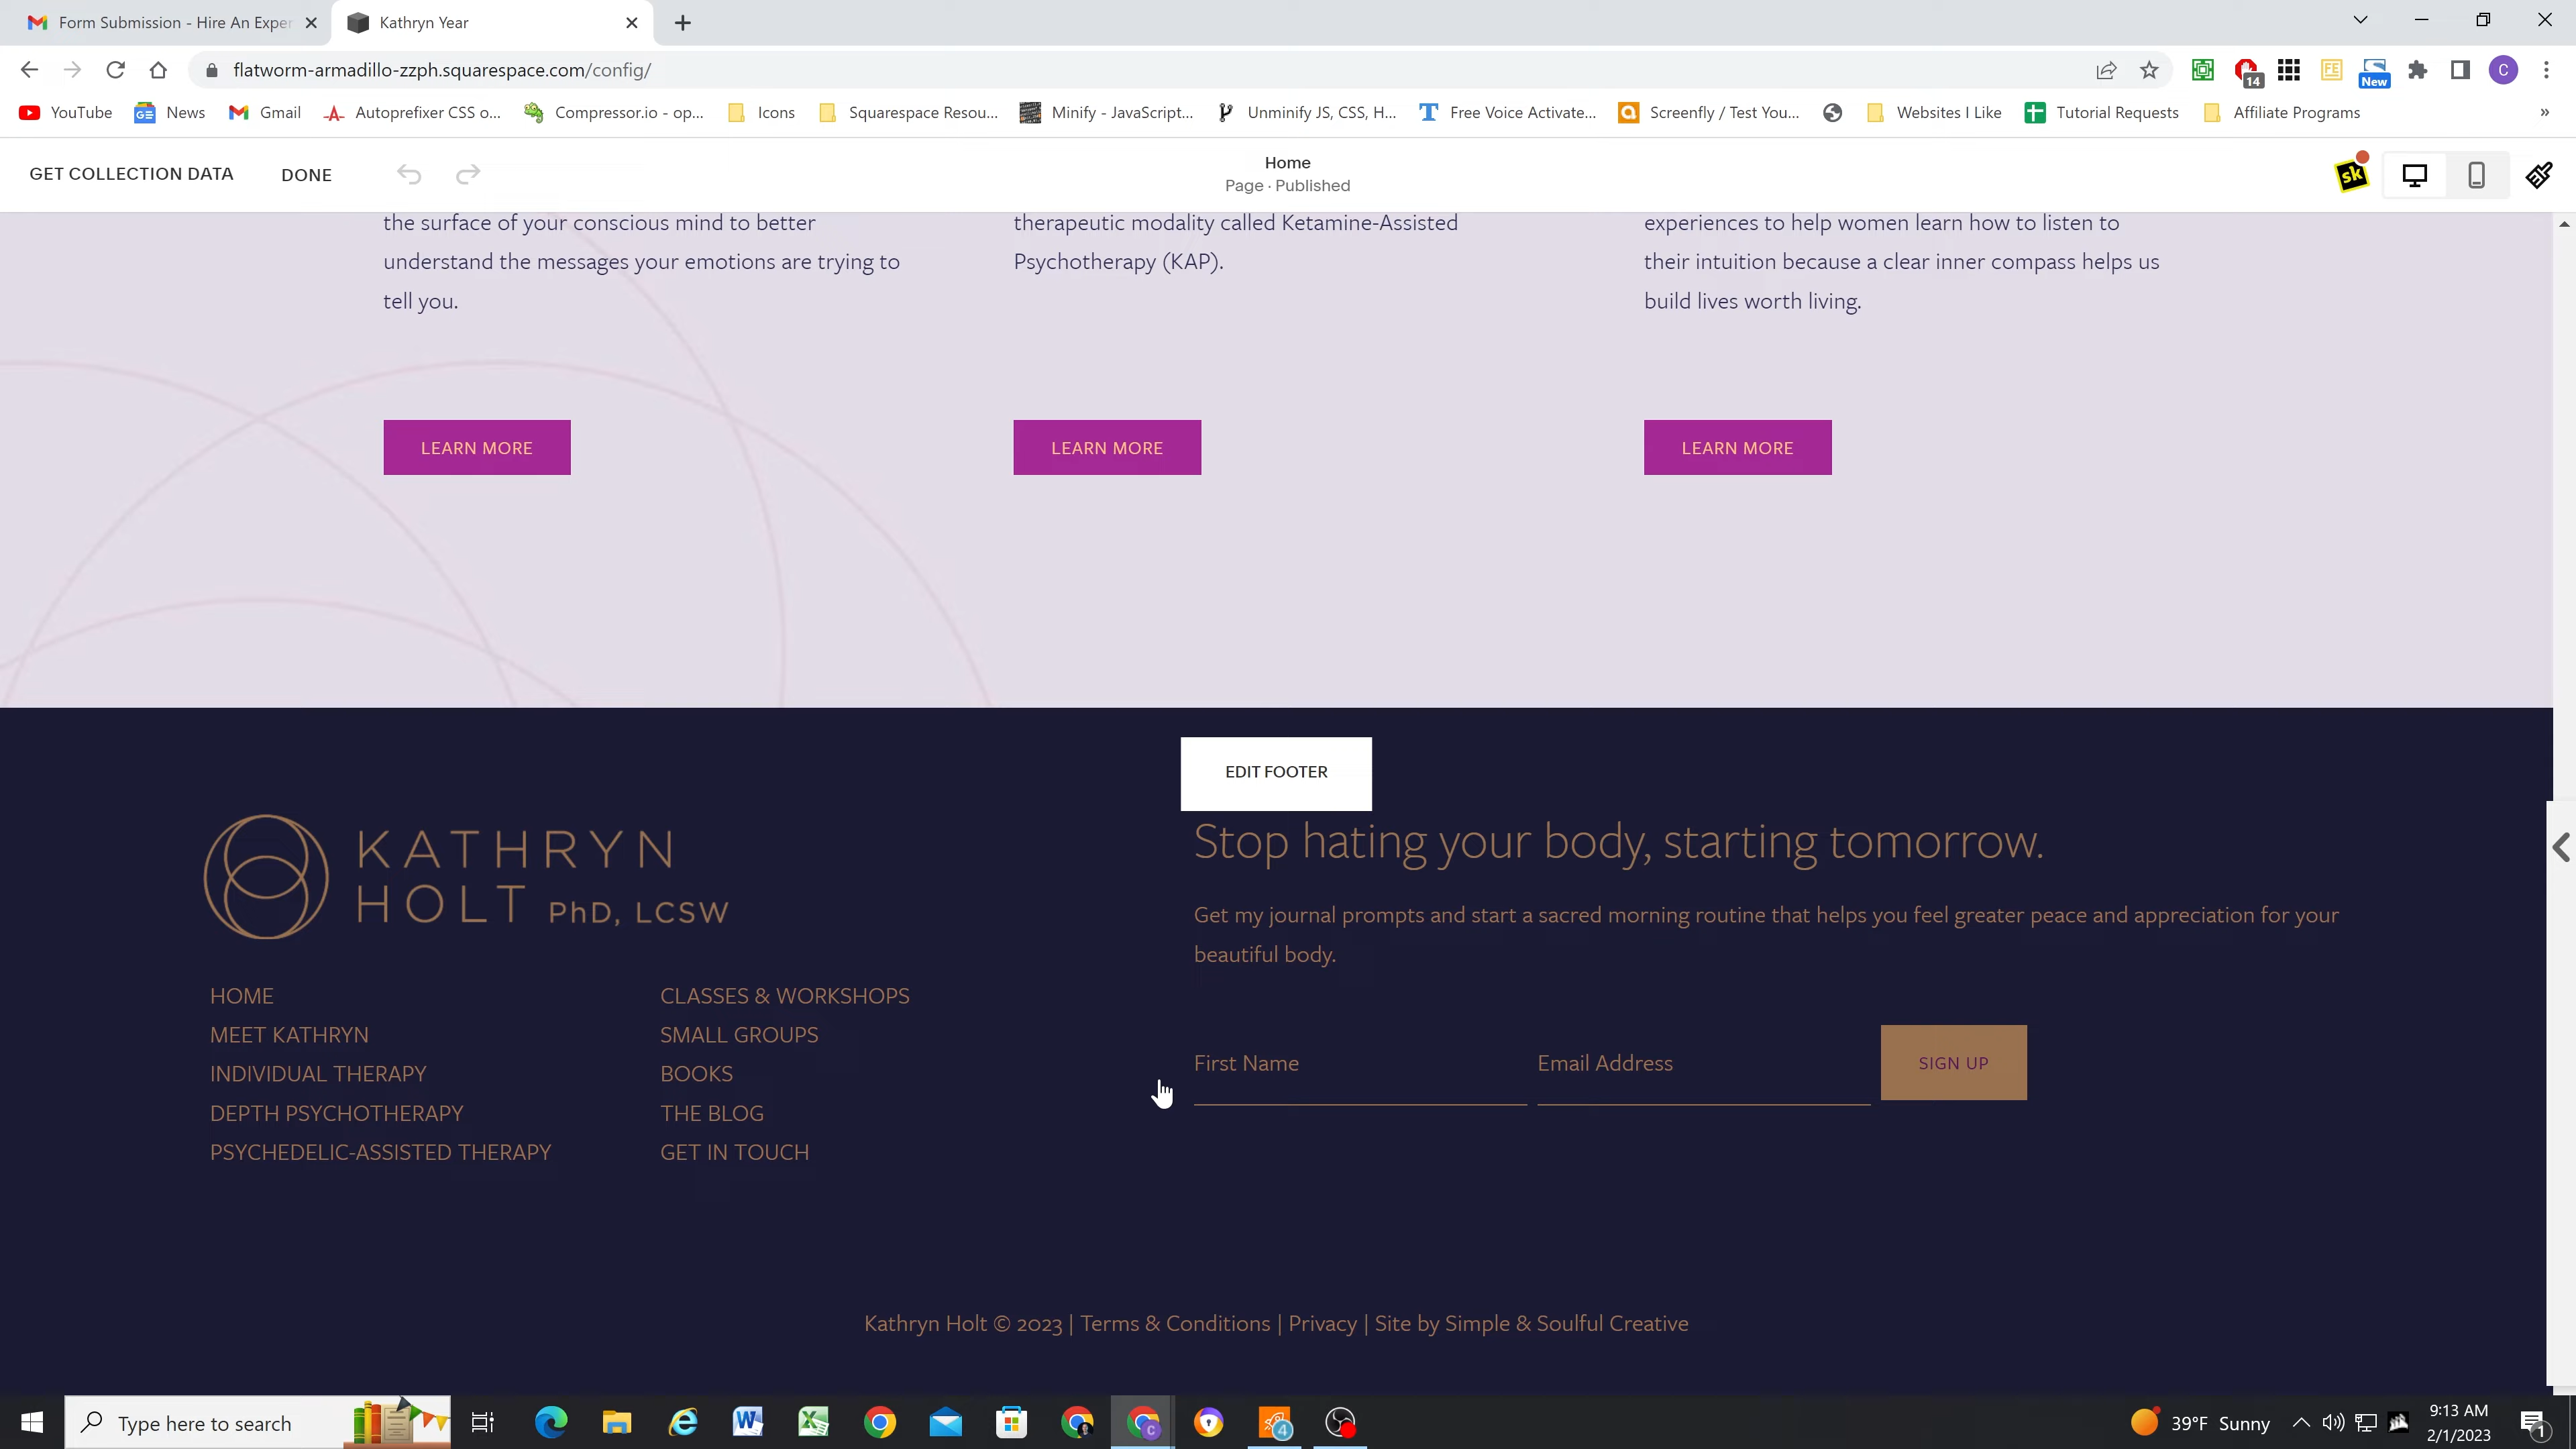 Form Submission - Hire An Exper
Kathryn Year
flatworm-armadillo-zzph.squarespace.com/config/
14
New
C
YouTube
News
Gmail
Autoprefixer CSS o...
Compressor.io - op...
Icons
Squarespace Resou...
Minify - JavaScript...
Unminify JS, CSS, H...
Free Voice Activate...
Screenfly / Test You...
Websites I Like
Tutorial Requests
Affiliate Programs
»
GET COLLECTION DATA
DONE
Home
Page · Published
sk
the surface of your conscious mind to better
understand the messages your emotions are trying to
tell you.
therapeutic modality called Ketamine-Assisted
Psychotherapy (KAP).
experiences to help women learn how to listen to
their intuition because a clear inner compass helps us
build lives worth living.
LEARN MORE
LEARN MORE
LEARN MORE
EDIT FOOTER
KATHRYN
HOLT PhD, LCSW
HOME
MEET KATHRYN
INDIVIDUAL THERAPY
DEPTH PSYCHOTHERAPY
PSYCHEDELIC-ASSISTED THERAPY
CLASSES & WORKSHOPS
SMALL GROUPS
BOOKS
THE BLOG
GET IN TOUCH
Stop hating your body, starting tomorrow.
Get my journal prompts and start a sacred morning routine that helps you feel greater peace and appreciation for your
beautiful body.
First Name
Email Address
SIGN UP
Kathryn Holt © 2023 | Terms & Conditions | Privacy | Site by Simple & Soulful Creative
Type here to search
4
39°F Sunny
9:13 AM
2/1/2023
1